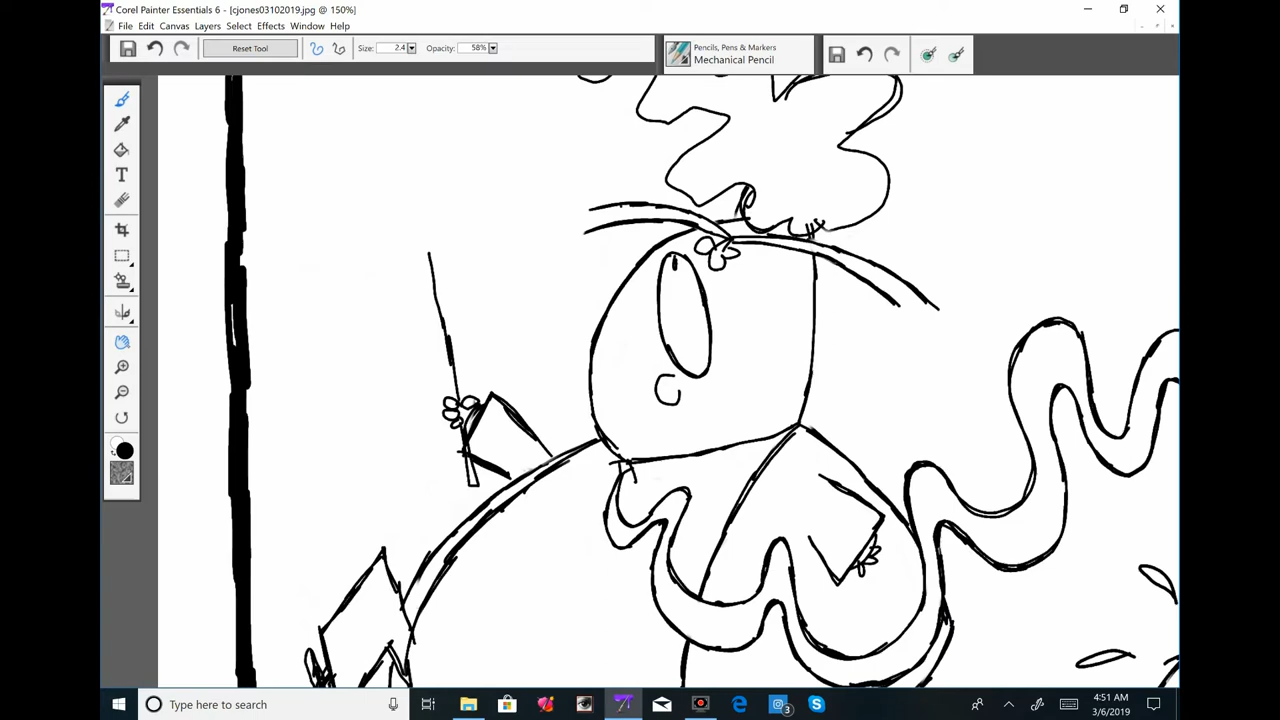 Corel Painter Essentials 6 - [cjones03102019.jpg @ 150%]
File Edit Canvas Layers Select Effects Window Help
Reset Tool Size: 2.4 Opacity: 58%
Pencils, Pens & Markers
Mechanical Pencil
T
Type here to search
3
4:51 AM
3/6/2019